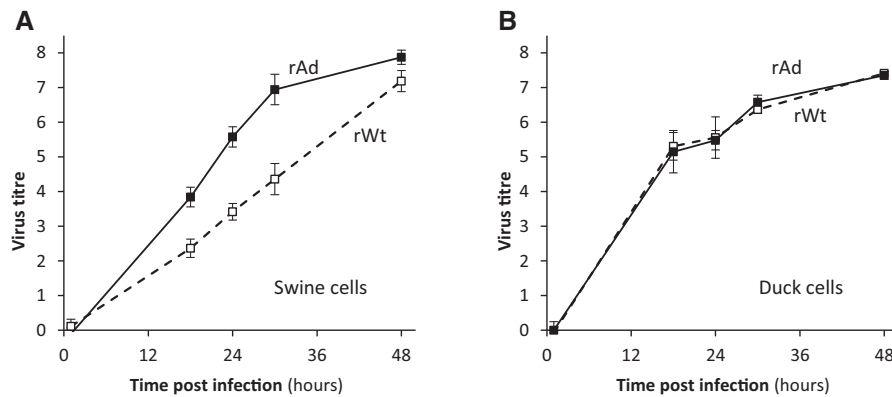 A
Virus titre
8
7
6
5
4
3
2
1
0
rAd
rWt
Swine cells
0 12 24 36 48
Time post infection (hours)
B
Virus titre
8
7
6
5
4
3
2
1
0
rAd
rWt
Duck cells
0 12 24 36 48
Time post infection (hours)